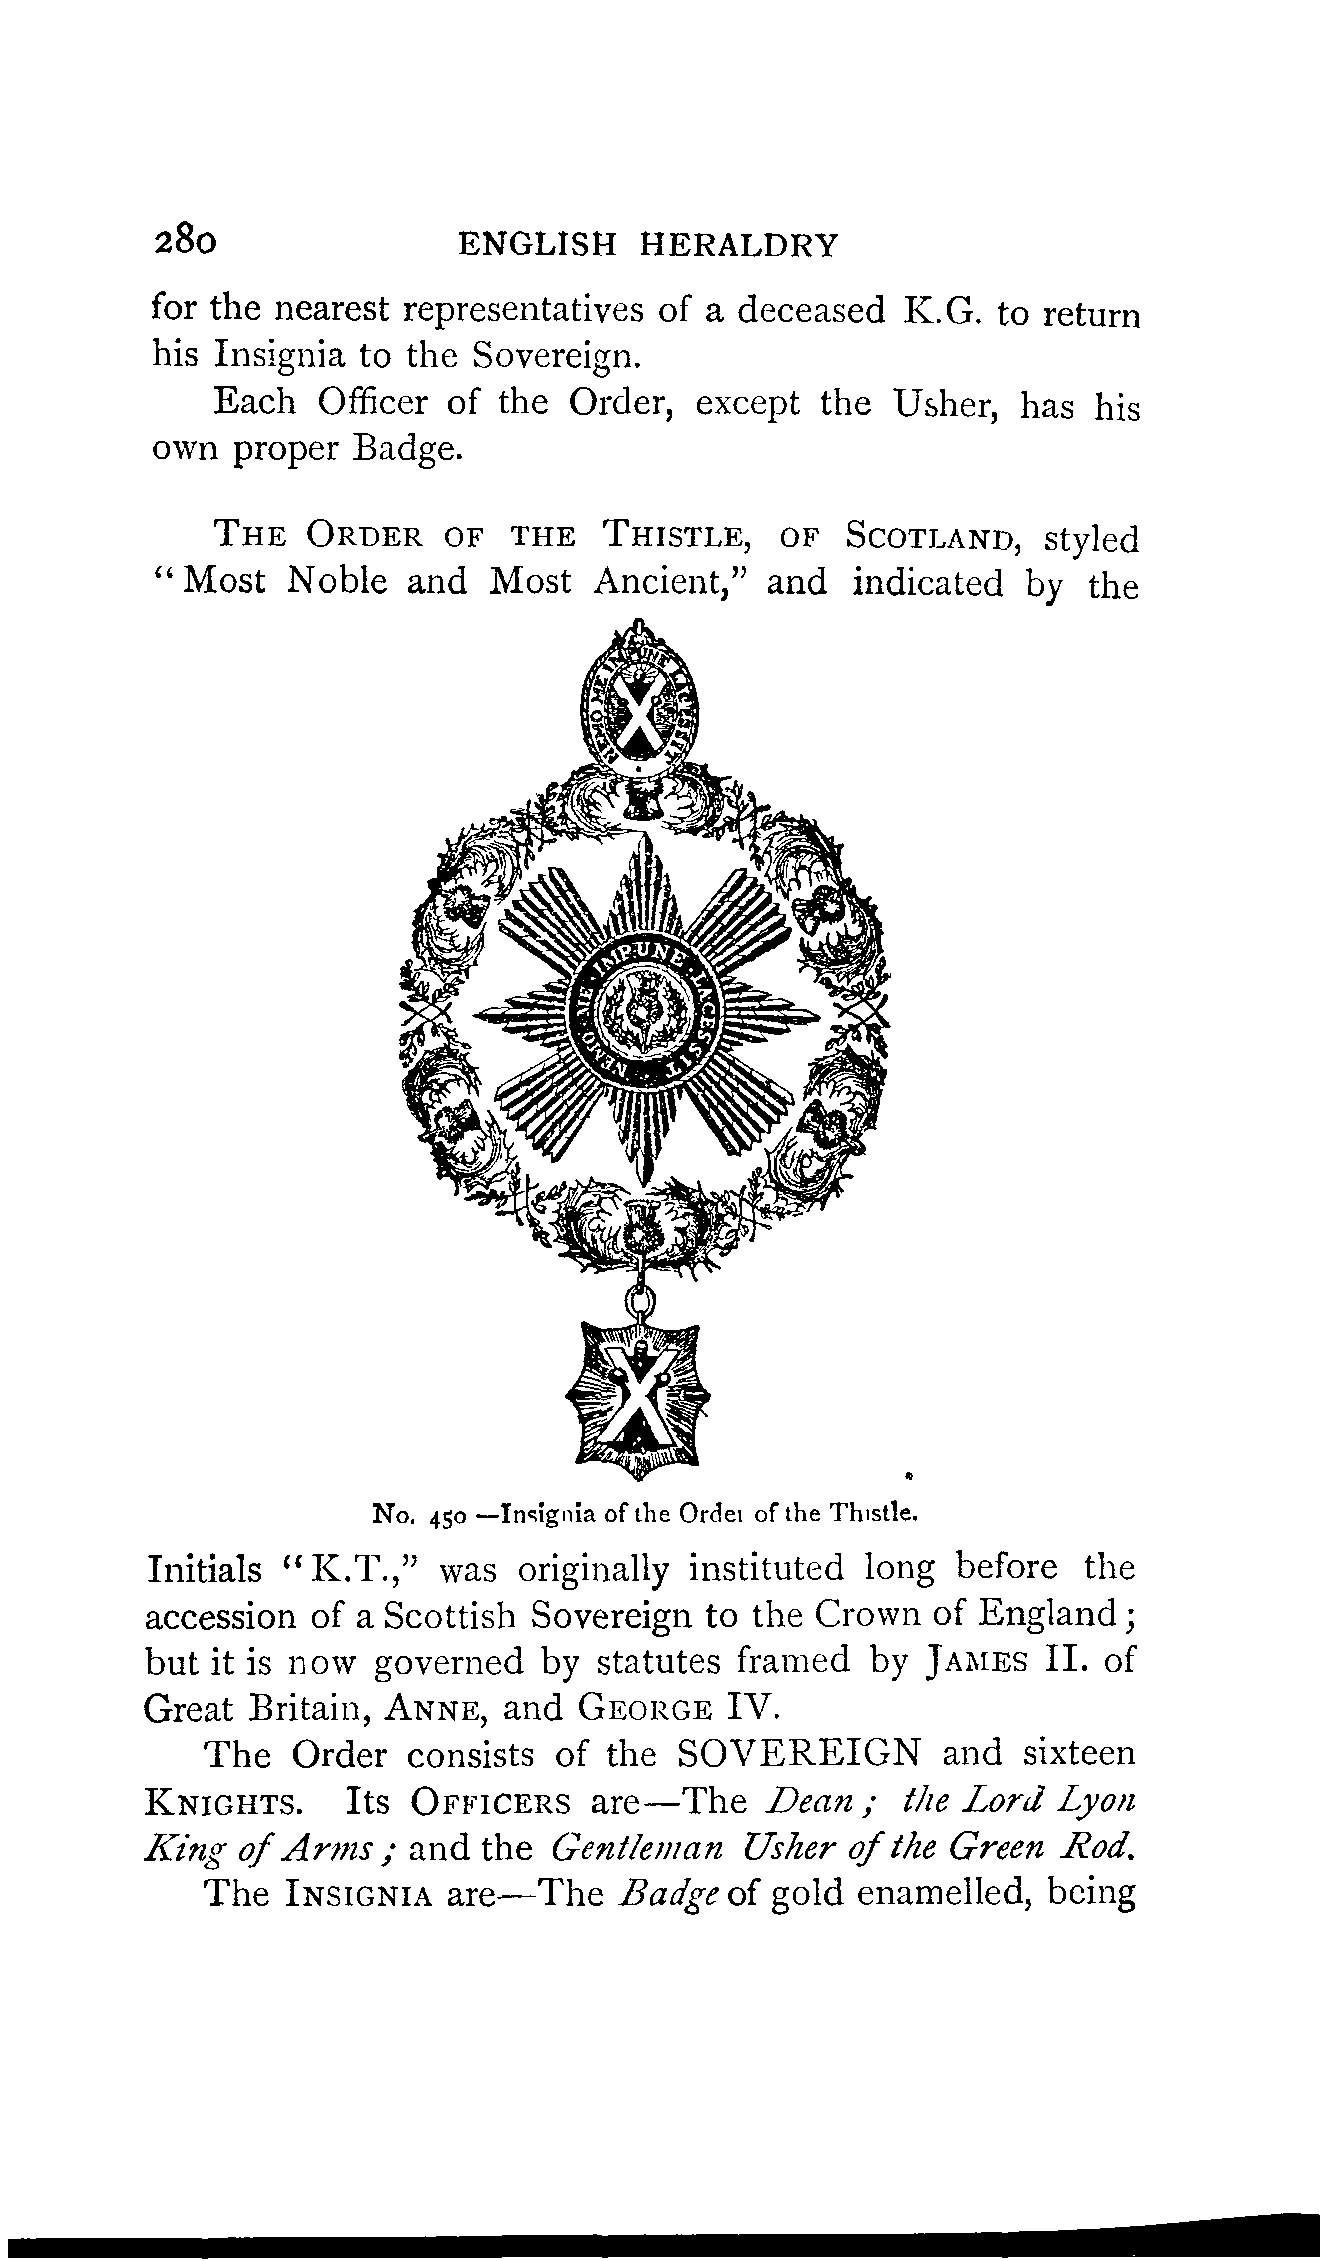 280 ENGLISH HERALDRY
for the nearest representatives of a deceased K.G. to return
his Insignia to the Sovereign.
Each Officer of the Order, except the Usher, has his
own proper Badge.
THE ORDER OF THE THISTLE, OF SCOTLAND, styled
“Most Noble and Most Ancient,” and indicated by the
NEMO ME IMPUNE LACESSIT
NEMO ME IMPUNE LACESSIT
No. 450 —Insignia of the Order of the Thistle.
Initials “K.T.,” was originally instituted long before the
accession of a Scottish Sovereign to the Crown of England;
but it is now governed by statutes framed by JAMES II. of
Great Britain, ANNE, and GEORGE IV.
The Order consists of the SOVEREIGN and sixteen
KNIGHTS. Its OFFICERS are—The Dean; the Lord Lyon
King of Arms; and the Gentleman Usher of the Green Rod.
The INSIGNIA are—The Badge of gold enamelled, being